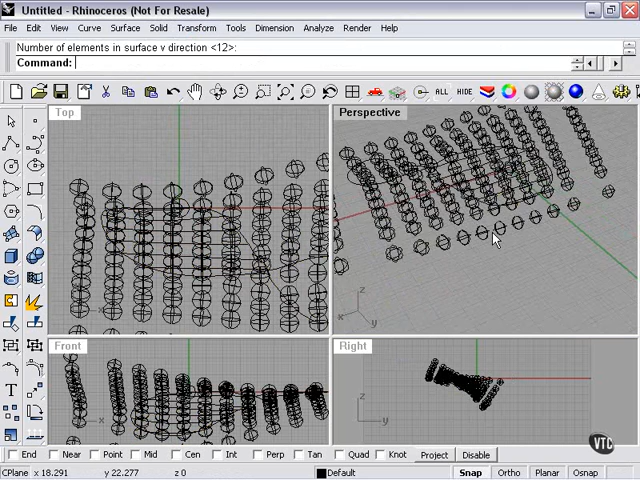 Untitled - Rhinoceros (Not For Resale)
File Edit View Curve Surface Solid Transform Tools Dimension Analyze Render Help
Number of elements in surface v direction <12>:
Command:
ALL HIDE
Top
Perspective
x
z
x y
Front
Right
z
x
z
y
End Near Point Mid Cen Int Perp Tan Quad Knot Project Disable
CPlane x 18.291 y 22.277 z 0 Default Snap Ortho Planar Osnap
VTC
T